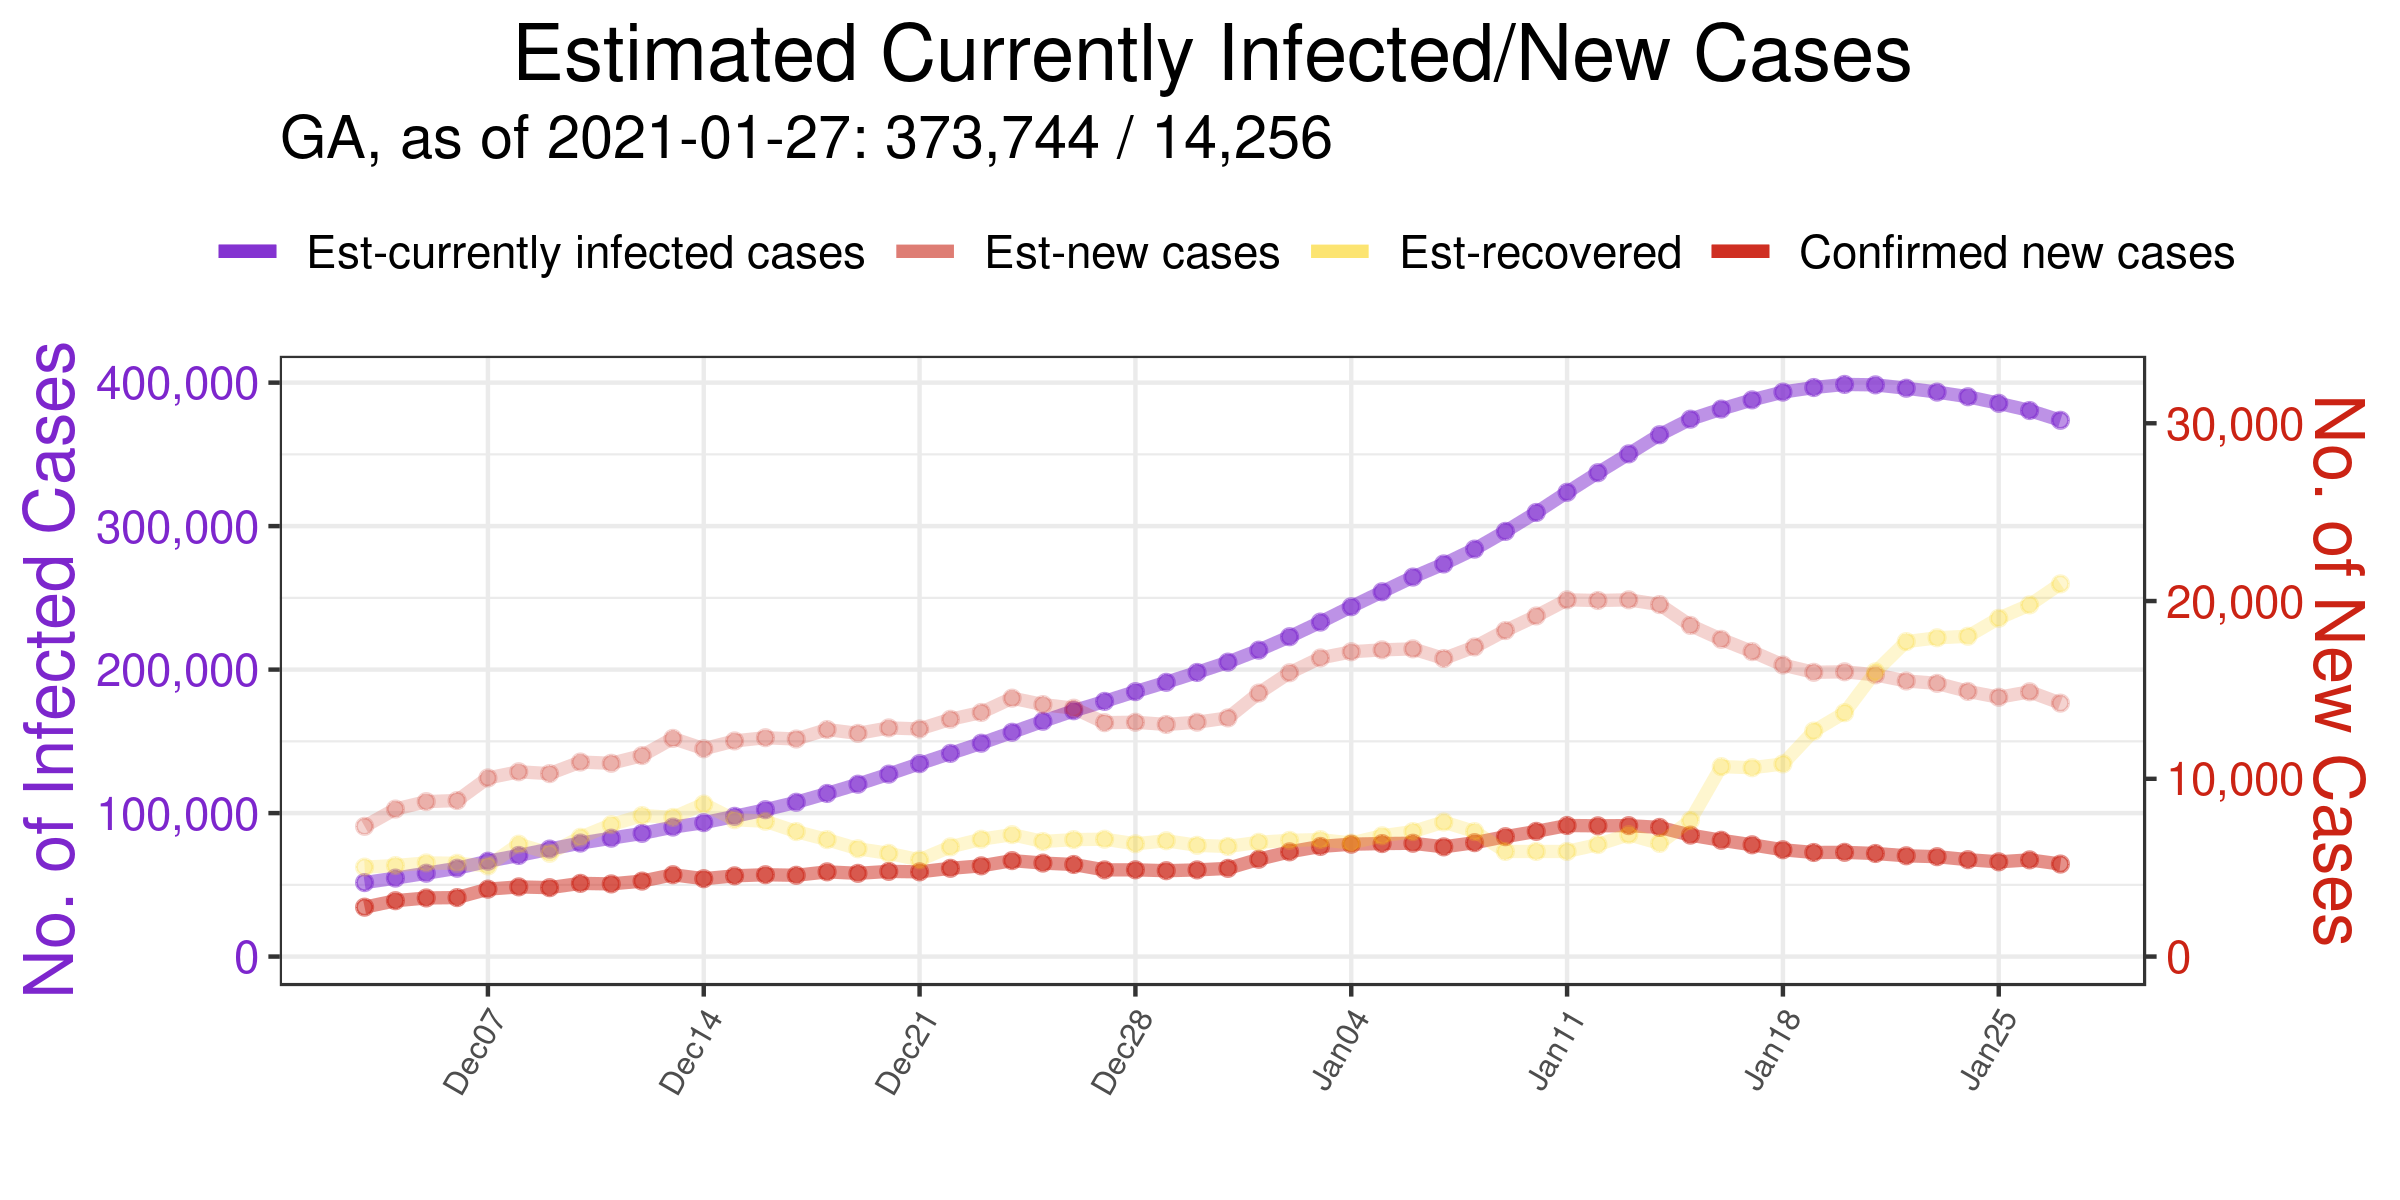 Estimated Currently Infected/New Cases
GA, as of 2021-01-27: 373,744 / 14,256
Est-currently infected cases Est-new cases Est-recovered Confirmed new cases
No. of Infected Cases
400,000
300,000
200,000
100,000
0
30,000
20,000
10,000
0
No. of New Cases
Dec07 Dec14 Dec21 Dec28 Jan04 Jan11 Jan18 Jan25